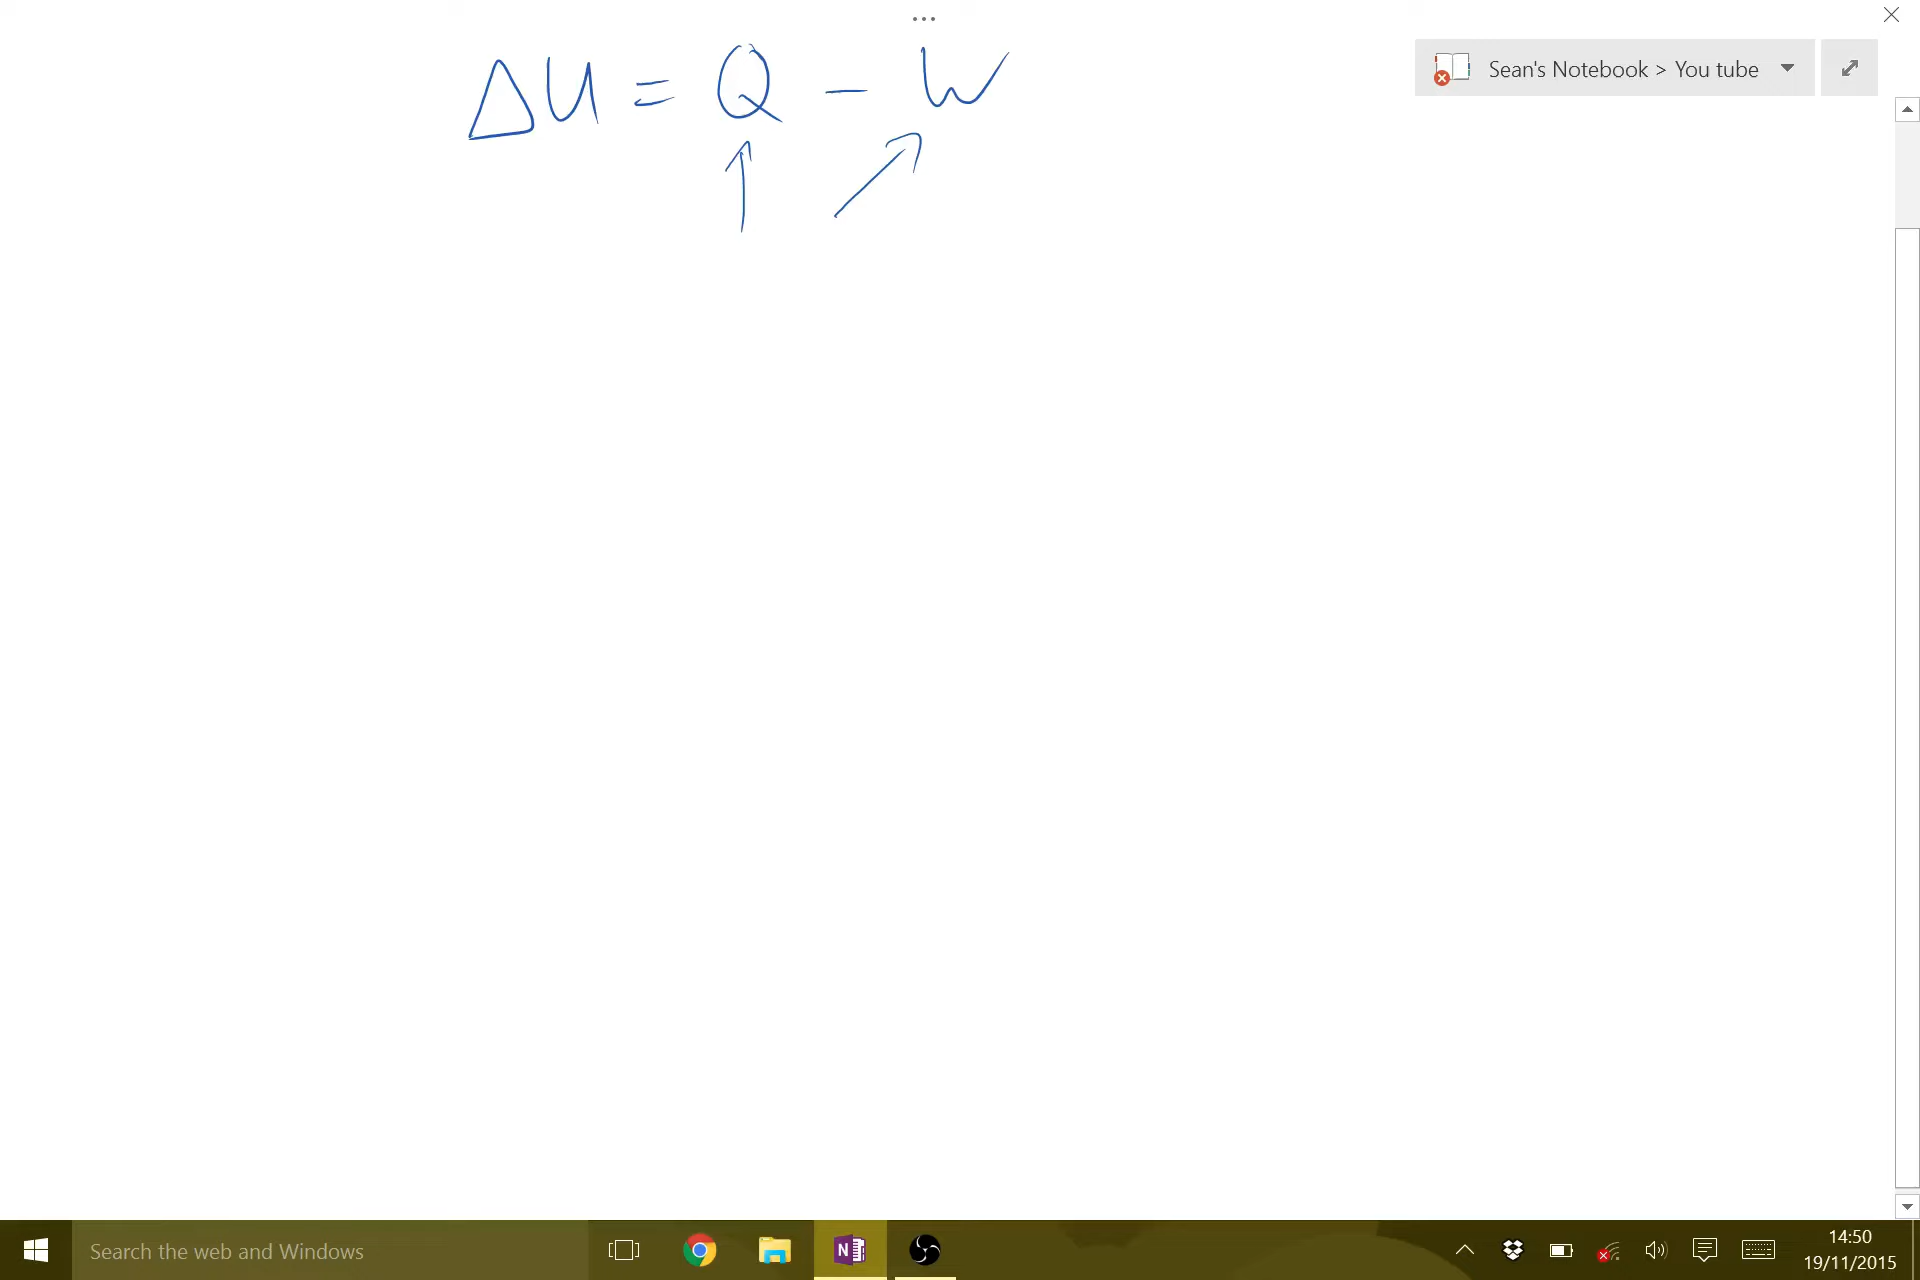 ΔU = Q - W
Sean's Notebook > You tube
Search the web and Windows
14:50
19/11/2015